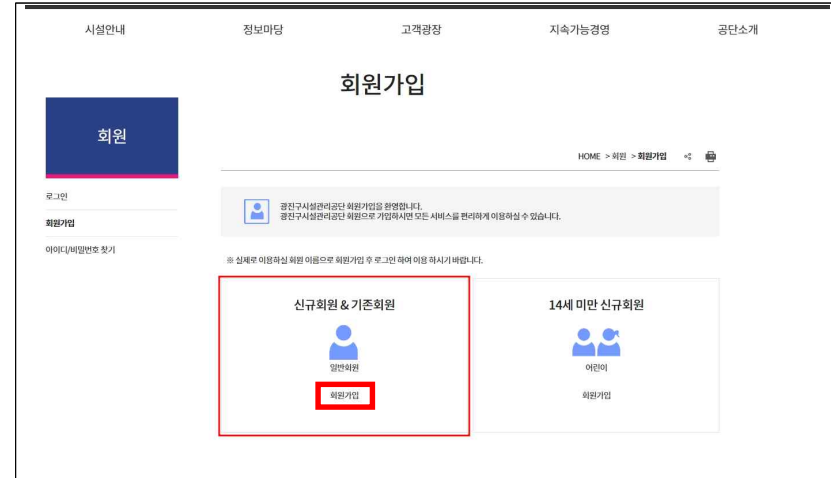 시설안내 정보마당 고객광장 지속가능경영 공단소개
회원가입
회원
HOME > 회원 > 회원가입
로그인
회원가입
아이디/비밀번호 찾기
광진구시설관리공단 회원가입을 환영합니다.
광진구시설관리공단 회원으로 가입하시면 모든 서비스를 편리하게 이용하실 수 있습니다.
※ 실제로 이용하실 회원 이름으로 회원가입 후 로그인 하여 이용 하시기 바랍니다.
신규회원 & 기존회원
일반회원
회원가입
14세 미만 신규회원
어린이
회원가입